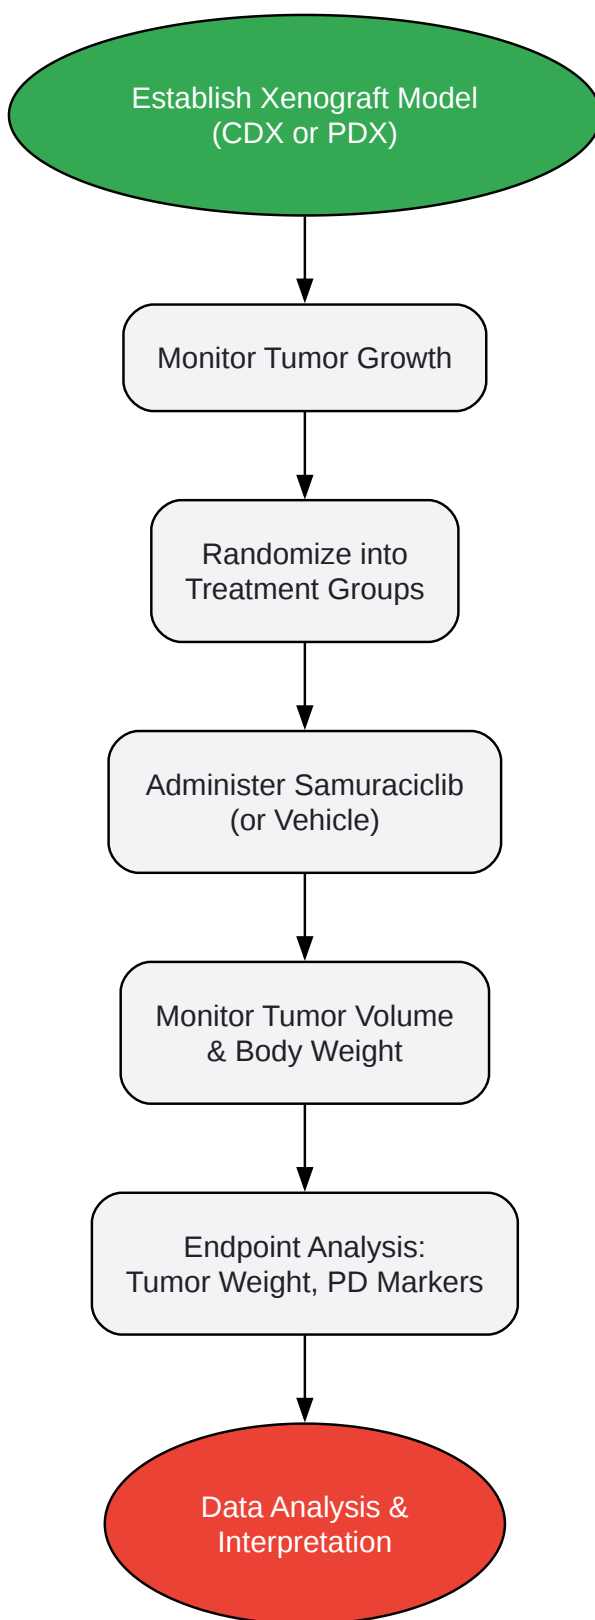 Establish Xenograft Model
(CDX or PDX)
Monitor Tumor Growth
Randomize into
Treatment Groups
Administer Samuraciclib
(or Vehicle)
Monitor Tumor Volume
& Body Weight
Endpoint Analysis:
Tumor Weight, PD Markers
Data Analysis &
Interpretation